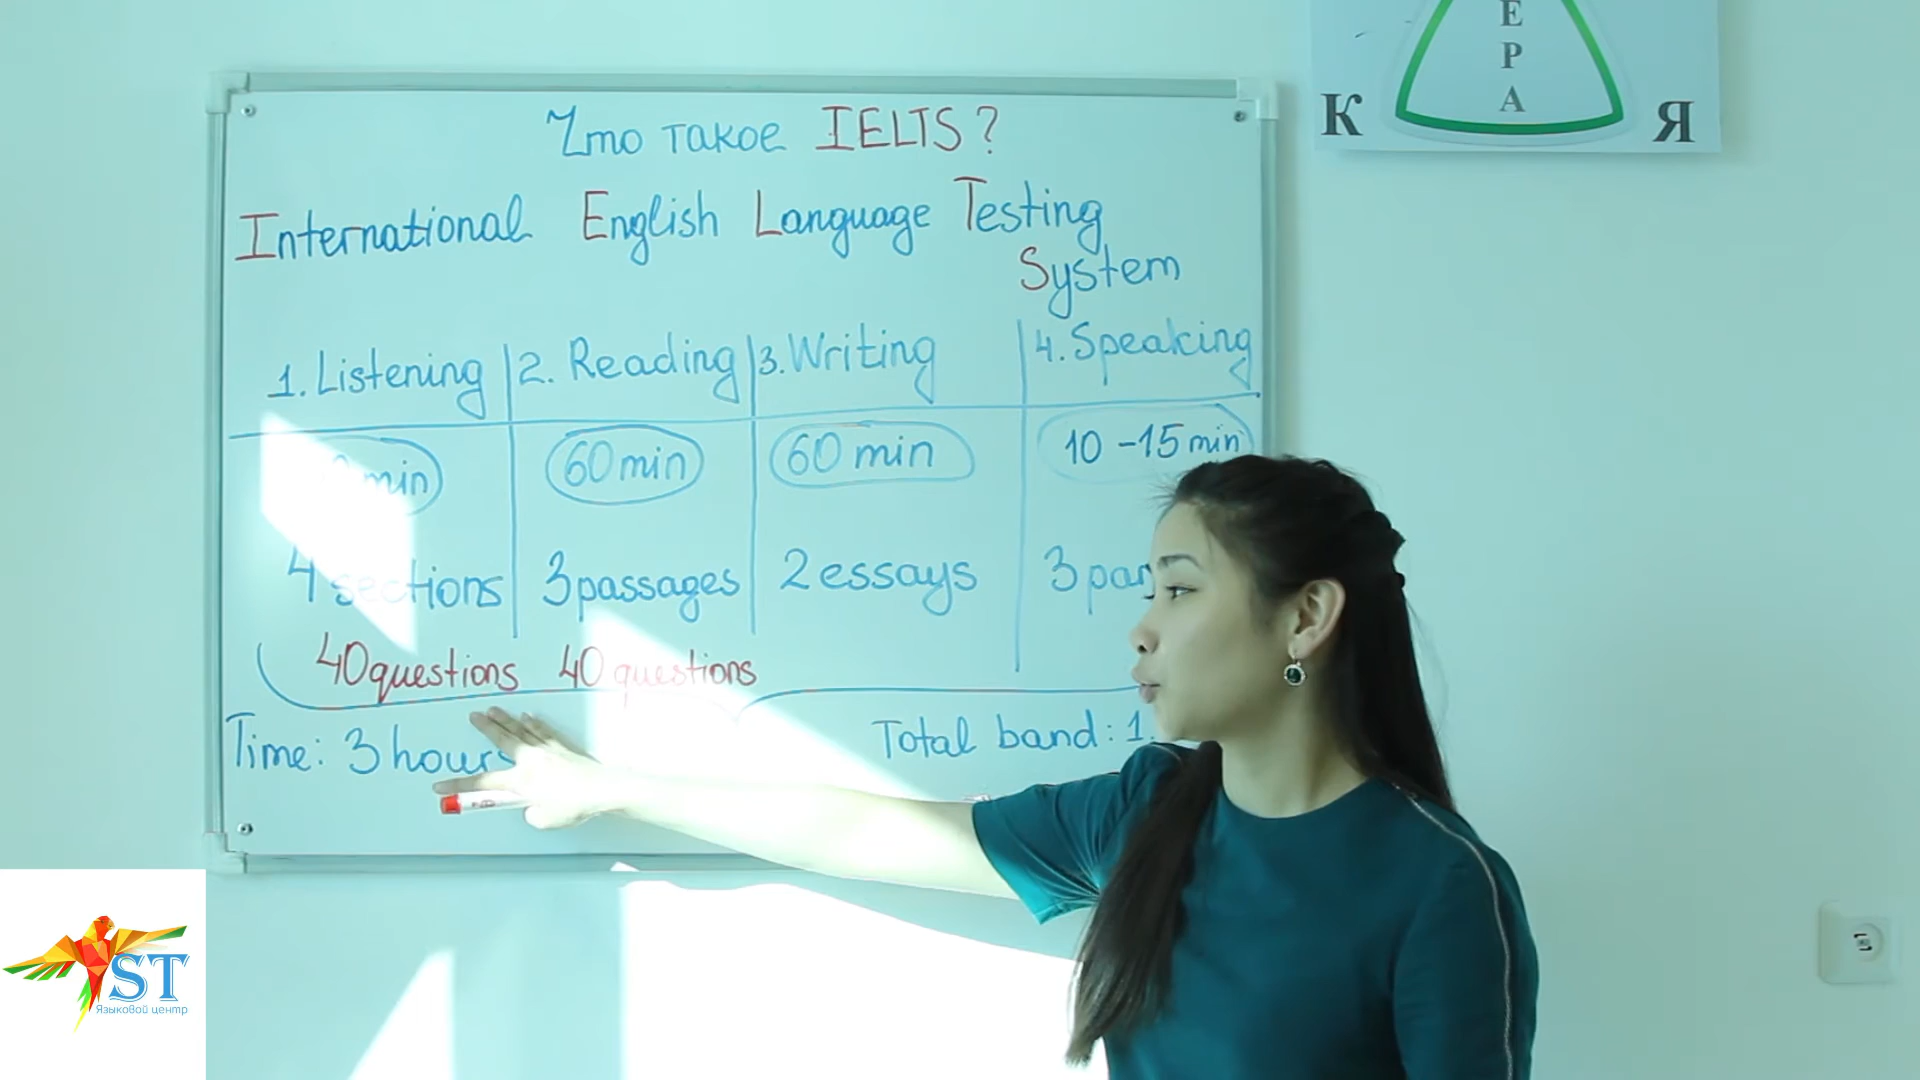 Что такое IELTS?
International English Language Testing
System
1. Listening 2. Reading 3. Writing 4. Speaking
min 60 min 60 min 10-15 min
4 sections 3 passages 2 essays 3
40 questions 40 questions
Time: 3 hours Total band: 1
Е
Р
А
К Я
ST
Языковой центр